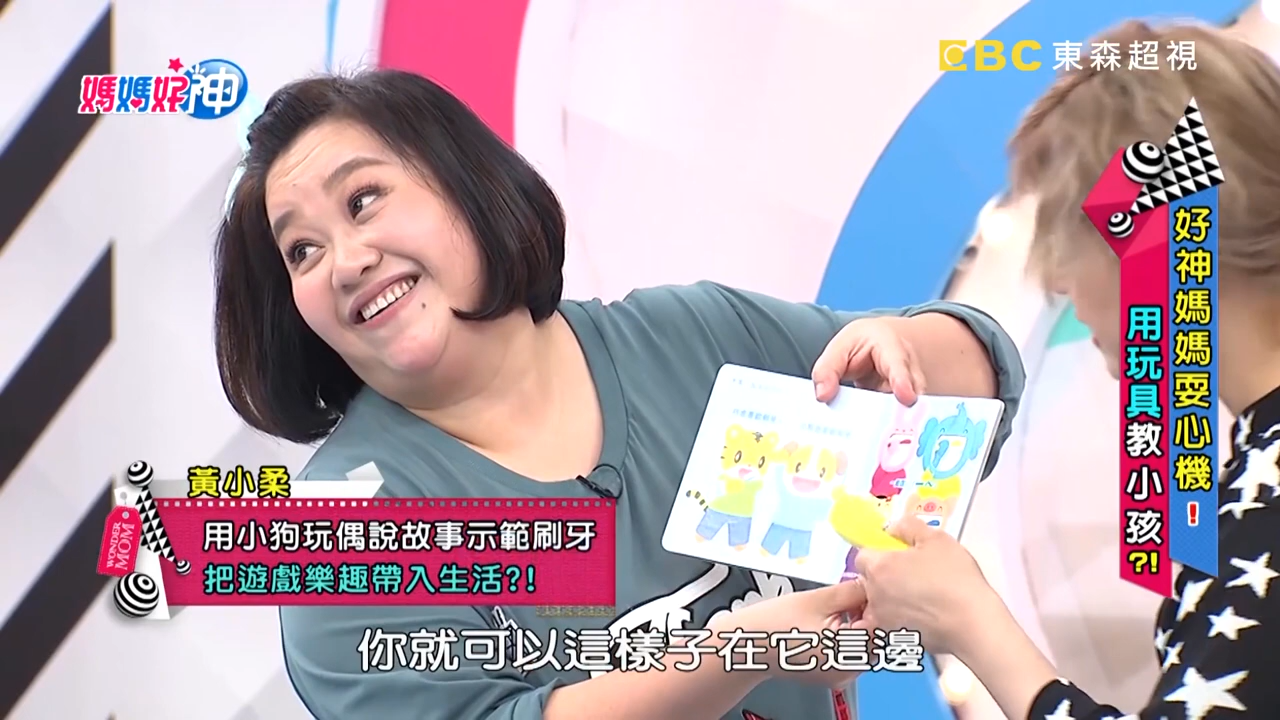 媽媽好神
EBC 東森超視
好神媽媽耍心機!
用玩具教小孩?!
黃小柔
WONDER
MOM
用小狗玩偶說故事示範刷牙
把遊戲樂趣帶入生活?!
你就可以這樣子在它這邊